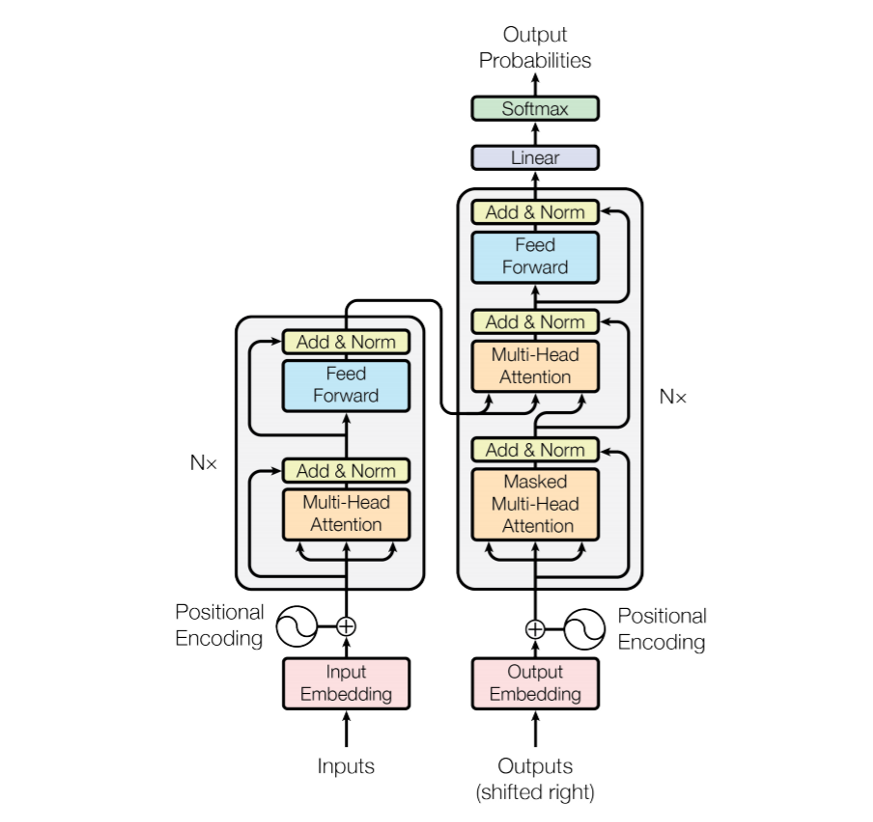 Output
Probabilities
Softmax
Linear
Add & Norm
Feed
Forward
Add & Norm
Multi-Head
Attention
Add & Norm
Masked
Multi-Head
Attention
N×
Positional
Encoding
Output
Embedding
Outputs
(shifted right)
Add & Norm
Feed
Forward
Add & Norm
Multi-Head
Attention
N×
Positional
Encoding
Input
Embedding
Inputs